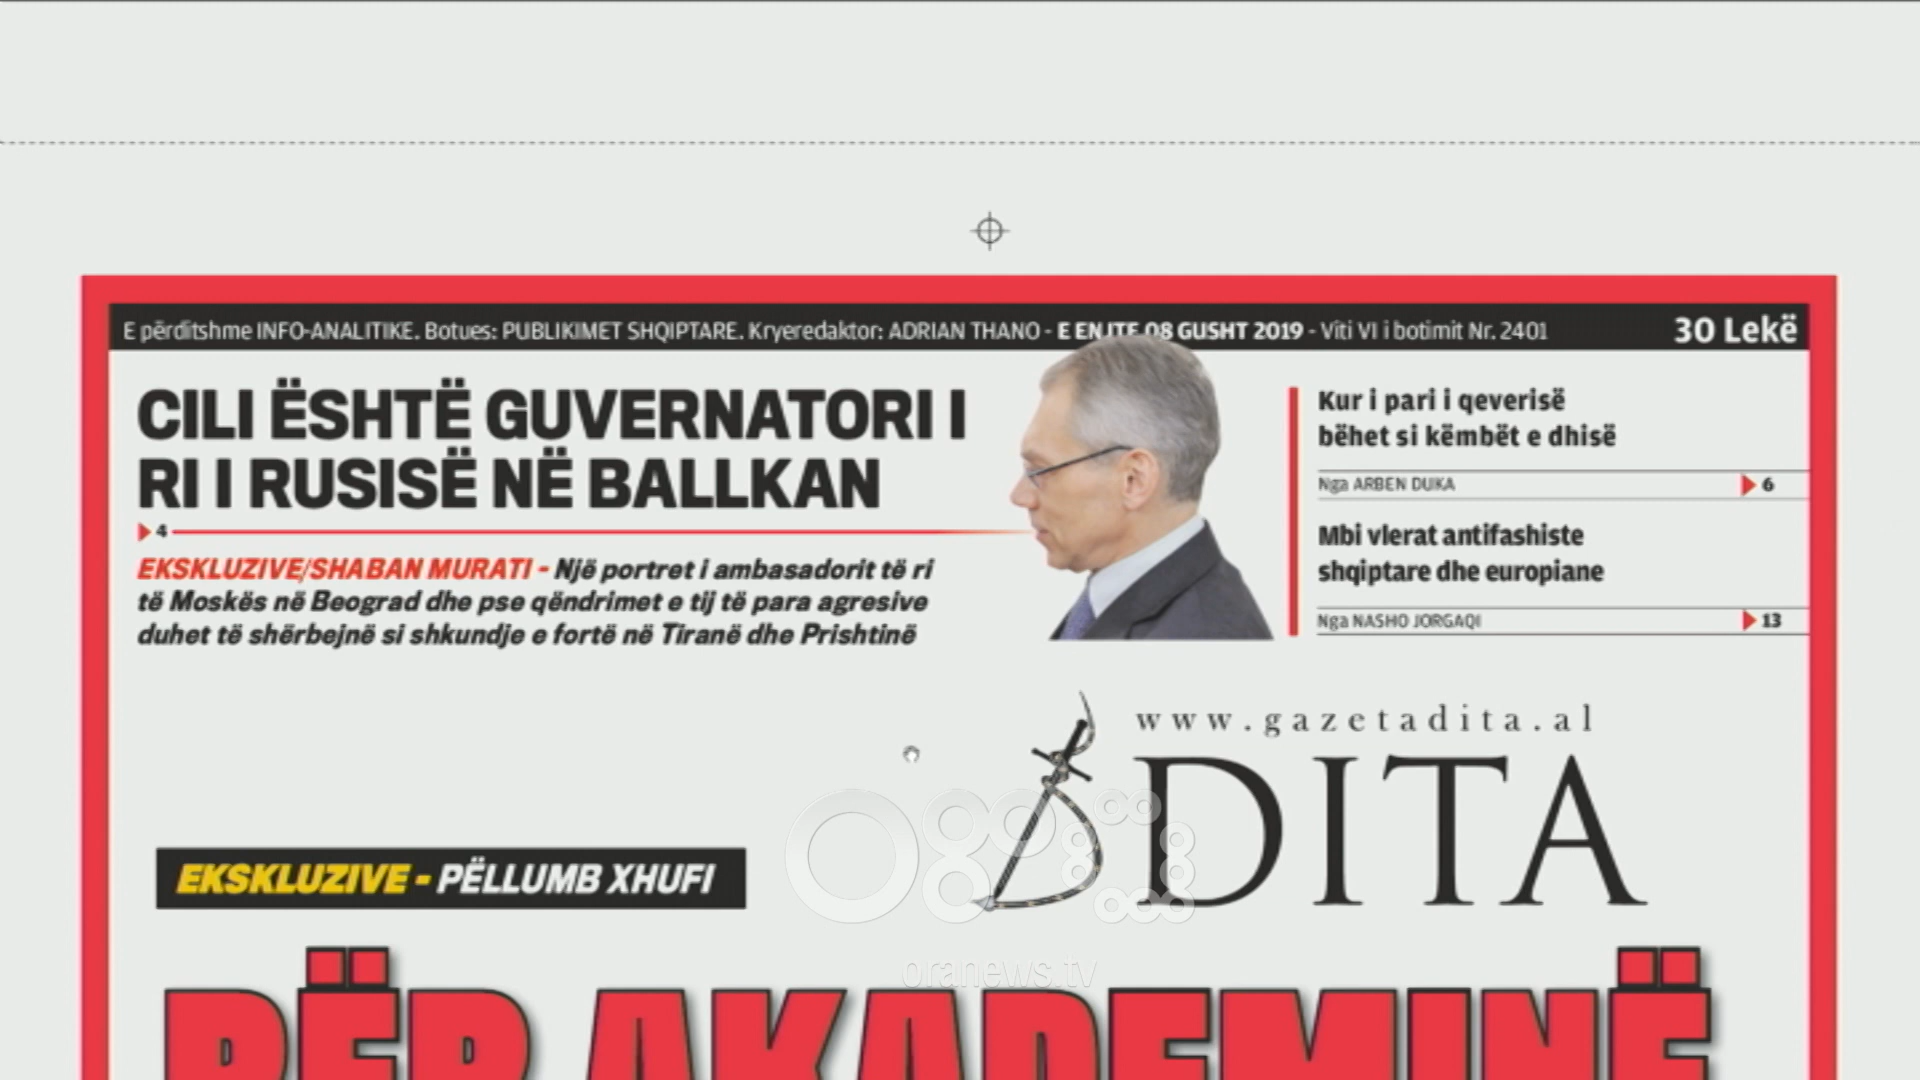 E përditshme INFO-ANALITIKE. Botues: PUBLIKIMET SHQIPTARE. Kryeredaktor: ADRIAN THANO - E ENJTE 08 GUSHT 2019 - Viti VI i botimit Nr. 2401 30 Lekë
CILI ËSHTË GUVERNATORI I
RI I RUSISË NË BALLKAN
4
EKSKLUZIVE/SHABAN MURATI - Një portret i ambasadorit të ri
të Moskës në Beograd dhe pse qëndrimet e tij të para agresive
duhet të shërbejnë si shkundje e fortë në Tiranë dhe Prishtinë
Kur i pari i qeverisë
bëhet si këmbët e dhisë
Nga ARBEN DUKA 6
Mbi vlerat antifashiste
shqiptare dhe europiane
Nga NASHO JORGAQI 13
www.gazetadita.al
DITA
EKSKLUZIVE - PËLLUMB XHUFI
oranews.tv
PËR AKADEMINË